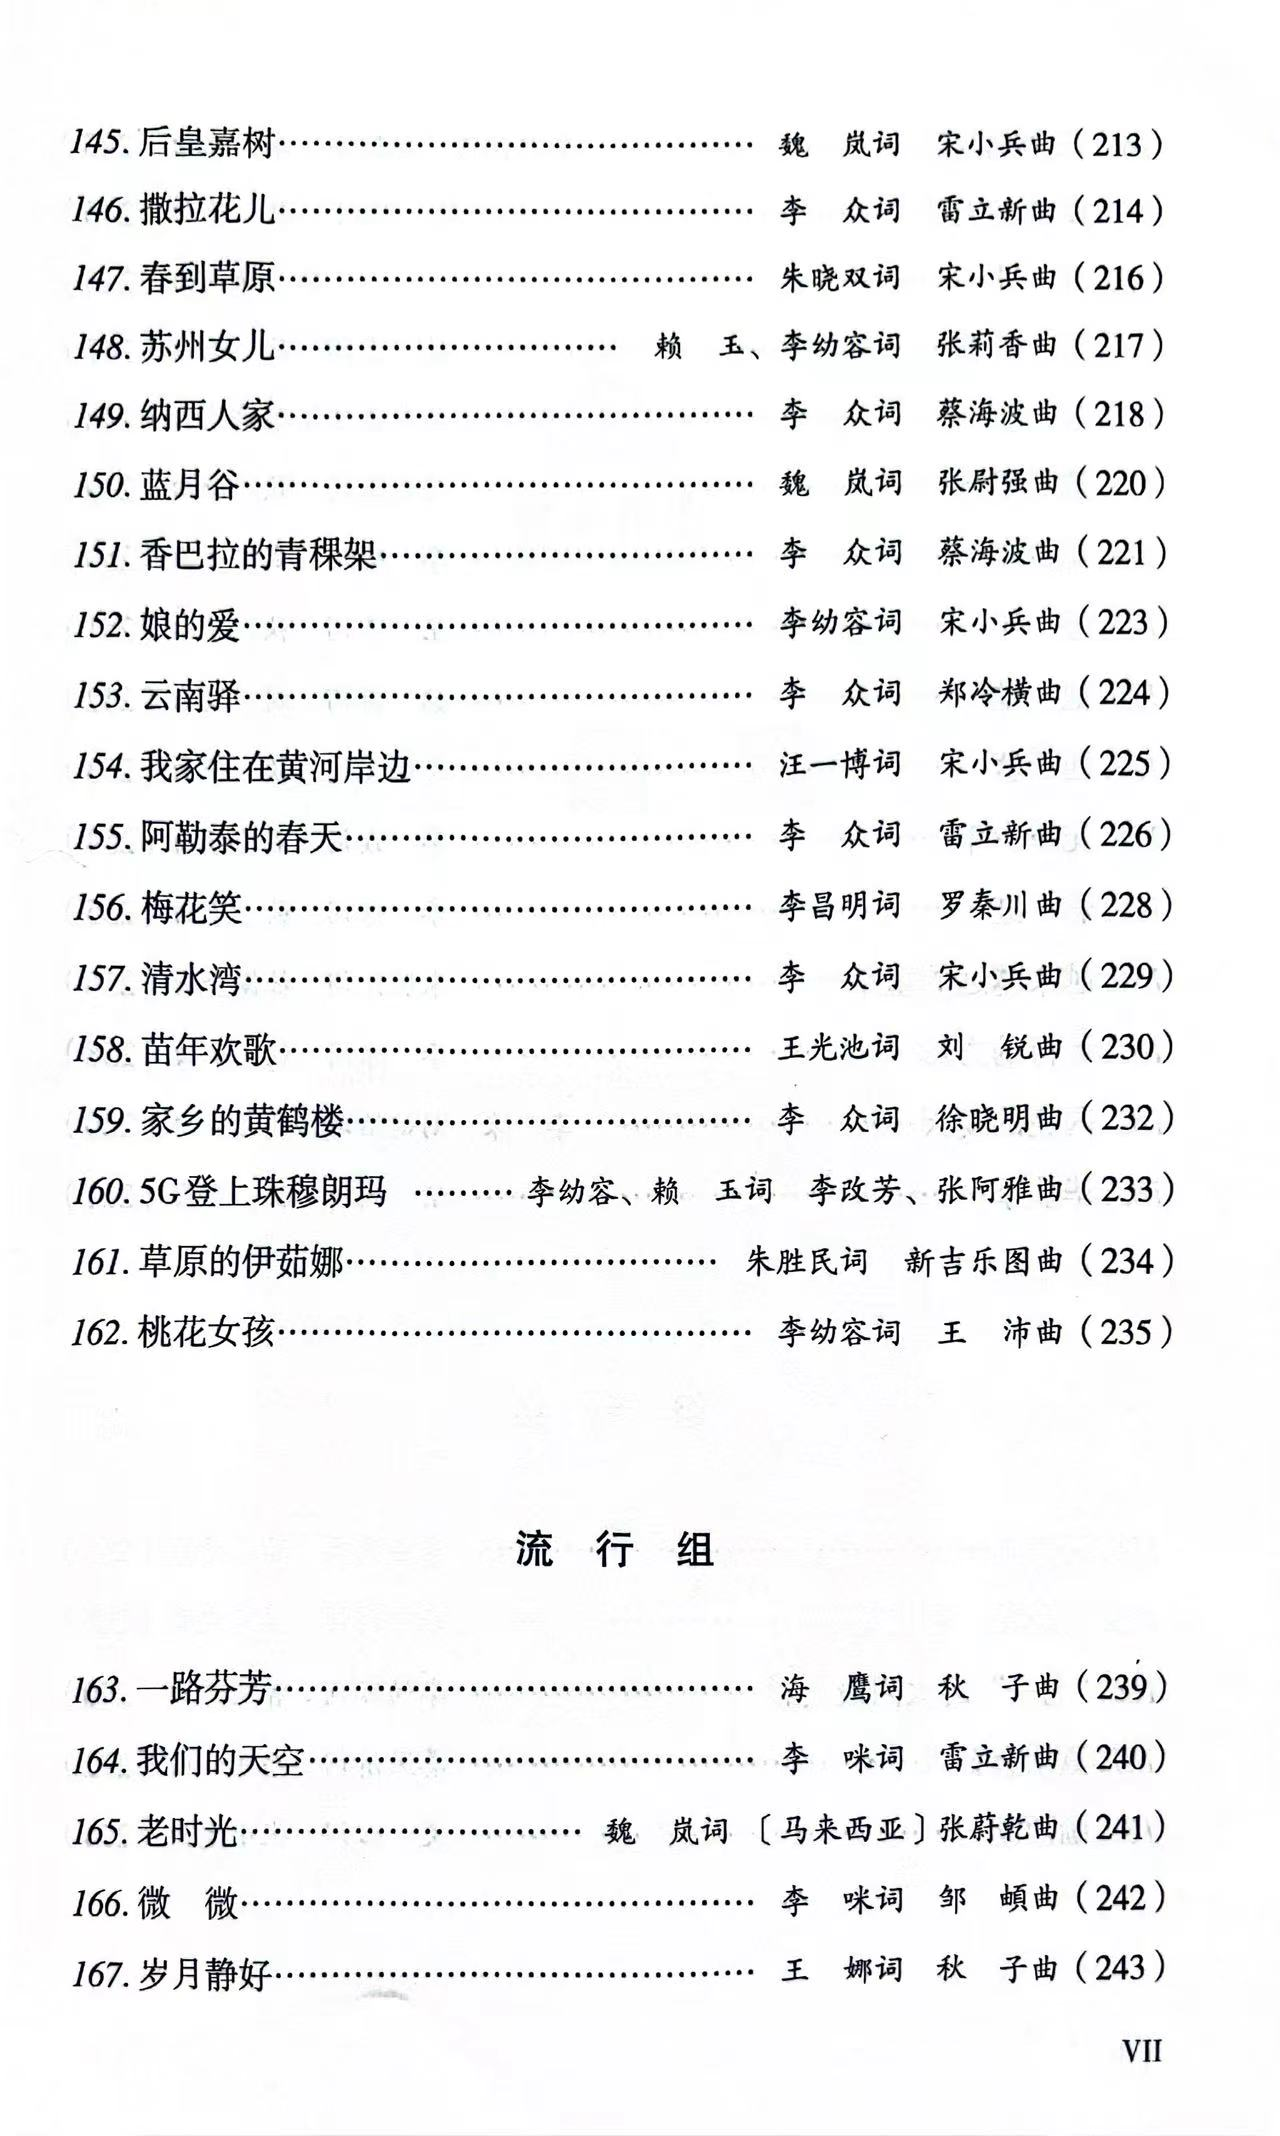 145. 后皇嘉树…………………………………… 魏　岚词　宋小兵曲（213）
146. 撒拉花儿…………………………………… 李　众词　雷立新曲（214）
147. 春到草原…………………………………… 朱晓双词　宋小兵曲（216）
148. 苏州女儿………………………… 赖　玉、李幼容词　张莉香曲（217）
149. 纳西人家…………………………………… 李　众词　蔡海波曲（218）
150. 蓝月谷……………………………………… 魏　岚词　张尉强曲（220）
151. 香巴拉的青稞架…………………………… 李　众词　蔡海波曲（221）
152. 娘的爱……………………………………… 李幼容词　宋小兵曲（223）
153. 云南驿……………………………………… 李　众词　郑冷横曲（224）
154. 我家住在黄河岸边………………………… 汪一博词　宋小兵曲（225）
155. 阿勒泰的春天……………………………… 李　众词　雷立新曲（226）
156. 梅花笑……………………………………… 李昌明词　罗秦川曲（228）
157. 清水湾……………………………………… 李　众词　宋小兵曲（229）
158. 苗年欢歌…………………………………… 王光池词　刘　锐曲（230）
159. 家乡的黄鹤楼……………………………… 李　众词　徐晓明曲（232）
160. 5G登上珠穆朗玛 ……… 李幼容、赖　玉词　李改芳、张阿雅曲（233）
161. 草原的伊茹娜…………………………… 朱胜民词　新吉乐图曲（234）
162. 桃花女孩…………………………………… 李幼容词　王　沛曲（235）
流 行 组
163. 一路芬芳…………………………………… 海　鹰词　秋　子曲（239）
164. 我们的天空………………………………… 李　咪词　雷立新曲（240）
165. 老时光………………………… 魏　岚词〔马来西亚〕张蔚乾曲（241）
166. 微　微……………………………………… 李　咪词　邹　頔曲（242）
167. 岁月静好…………………………………… 王　娜词　秋　子曲（243）
VII